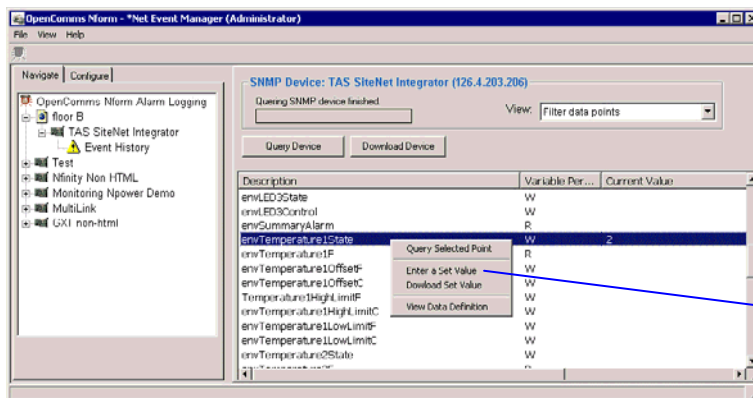 OpenComms Nform - *Net Event Manager (Administrator)
File View Help
Navigate Configure
OpenComms Nform Alarm Logging
floor B
TAS SiteNet Integrator
Event History
Test
Nfinity Non HTML
Monitoring Npower Demo
MultiLink
GXT non-html
SNMP Device: TAS SiteNet Integrator (126.4.203.206)
Quering SNMP device finished.
View: Filter data points
Query Device Download Device
Description Variable Per... Current Value
envLED3State W
envLED3Control W
envSummaryAlarm R
envTemperature1State W 2
envTemperature1F R
envTemperature1OffsetF W
envTemperature1OffsetC W
Temperature1HighLimitF W
envTemperature1HighLimitC W
envTemperature1LowLimitF W
envTemperature1LowLimitC W
envTemperature2State W
Query Selected Point
Enter a Set Value
Dowload Set Value
View Data Definition